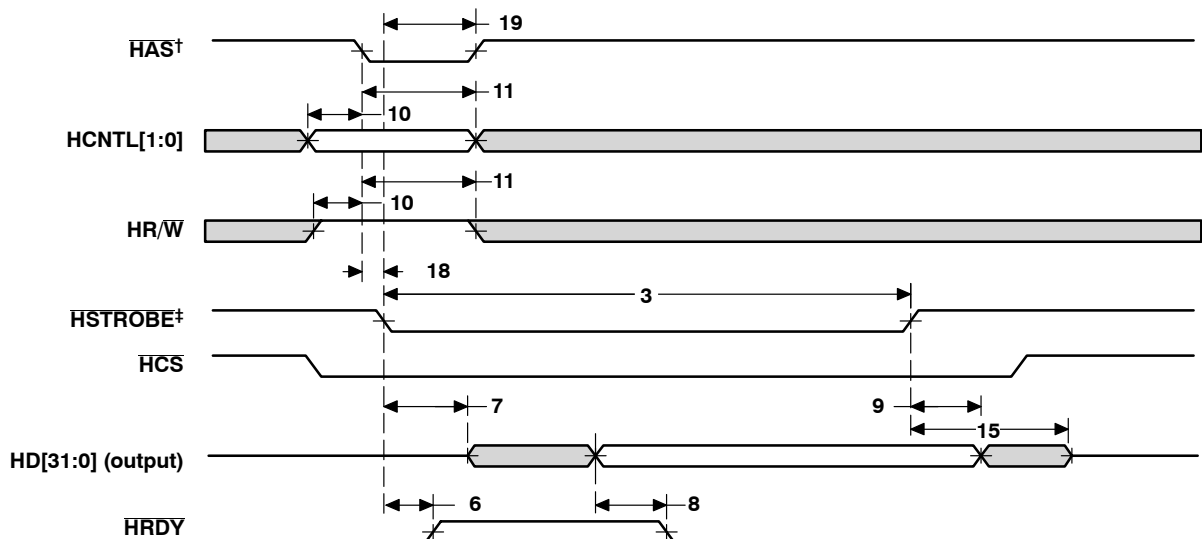 19
HAS†
11
10
HCNTL[1:0]
11
10
HR/W
18
3
HSTROBE‡
HCS
7
9
15
HD[31:0] (output)
6
8
HRDY